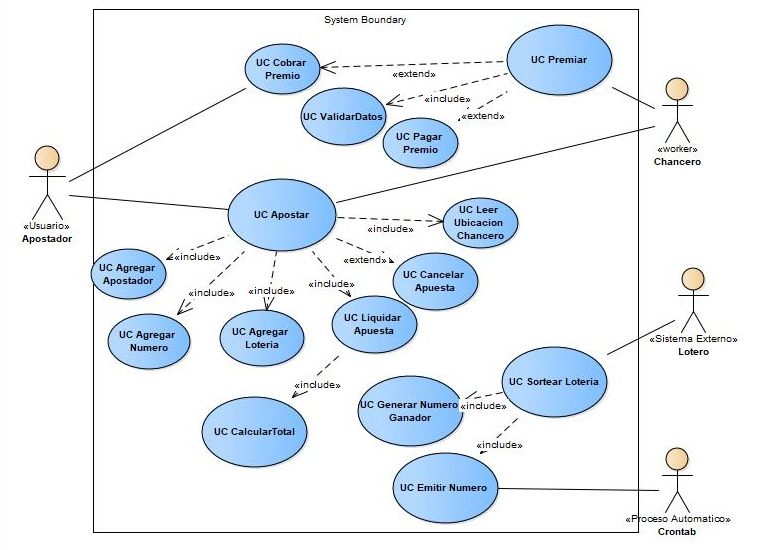 System Boundary
UC Cobrar
Premio
UC Premiar
«extend»
«include»
UC ValidarDatos
«extend»
UC Pagar
Premio
«worker»
Chancero
«Usuario»
Apostador
UC Apostar
UC Leer
Ubicacion
Chancero
«include»
«include»
«extend»
UC Agregar
Apostador
UC Cancelar
Apuesta
«include»
«include»
«include»
UC Agregar
Numero
UC Agregar
Loteria
UC Liquidar
Apuesta
«Sistema Externo»
Lotero
«include»
UC Sortear Loteria
UC Generar Numero
Ganador
«include»
UC CalcularTotal
«include»
UC Emitir Numero
«Proceso Automatico»
Crontab